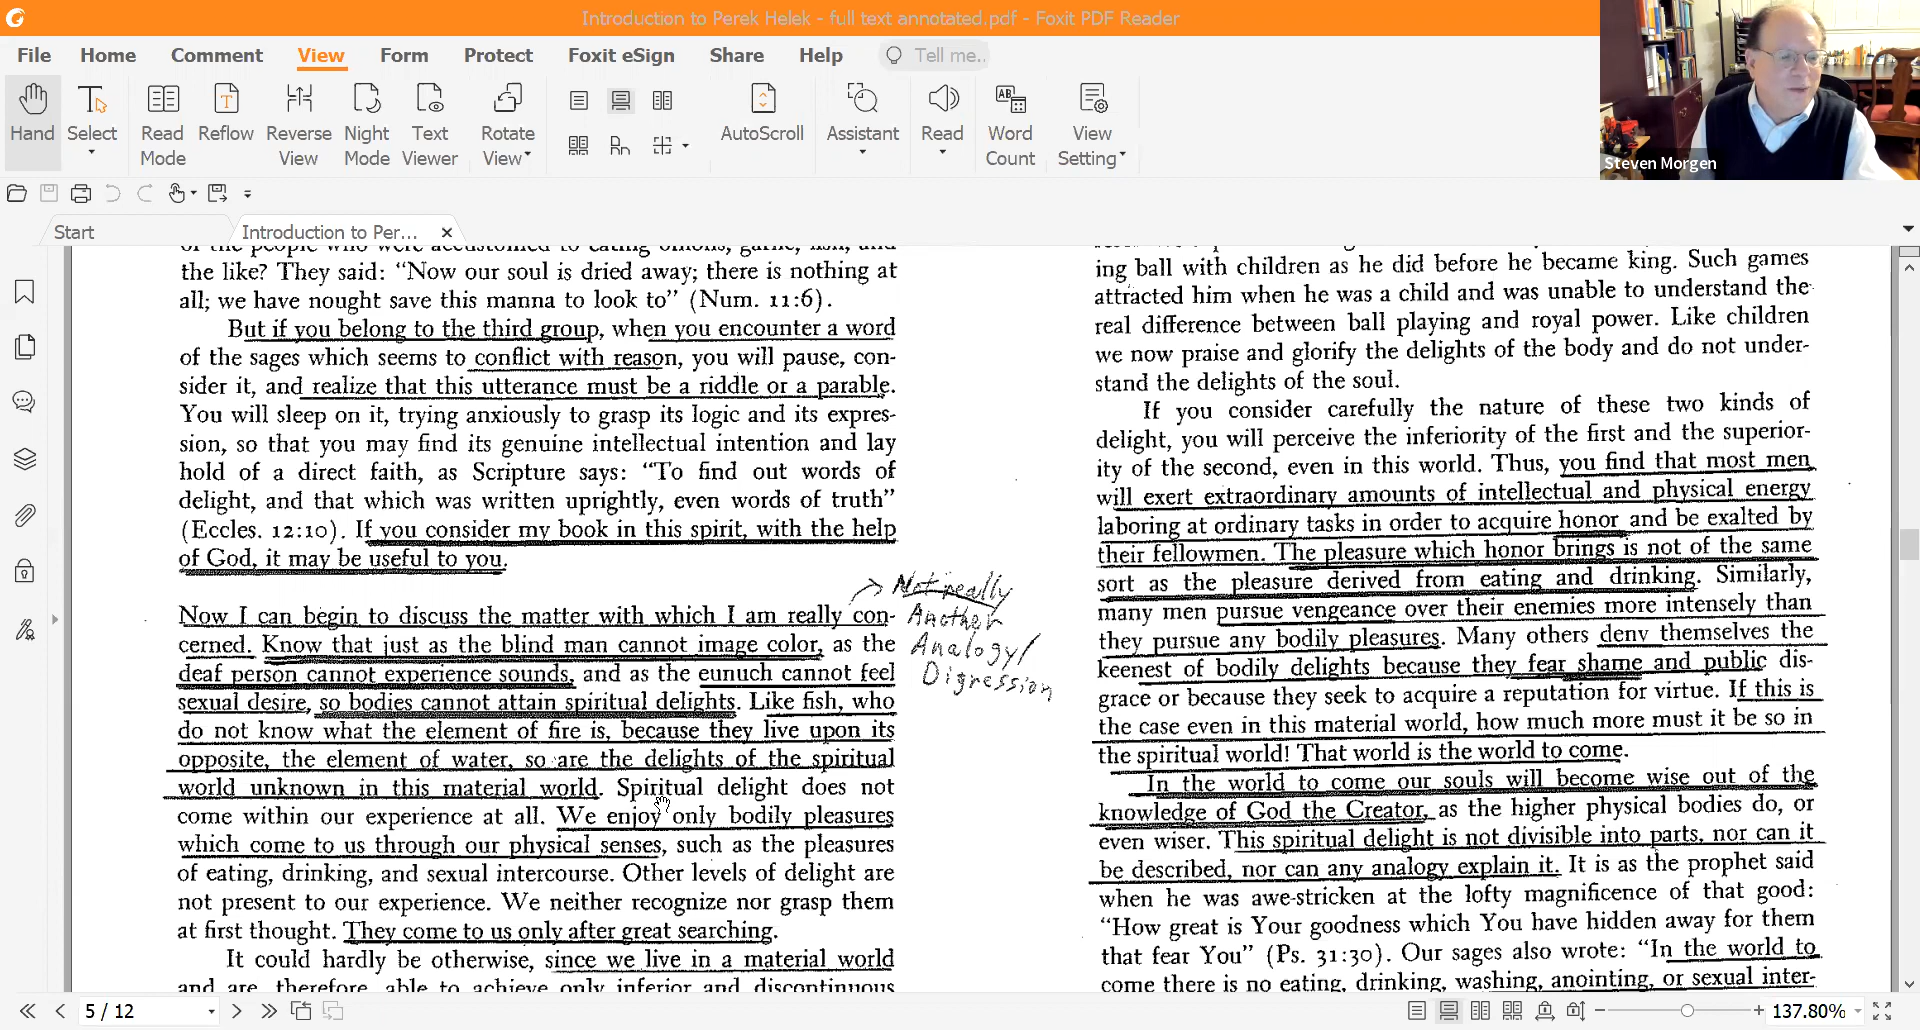 Introduction to Perek Helek - full text annotated.pdf - Foxit PDF Reader
File Home Comment View Form Protect Foxit eSign Share Help Tell me..
Hand Select Read Mode Reflow Reverse View Night Mode Text Viewer Rotate View AutoScroll Assistant Read Word Count View Setting
Steven Morgen
Start Introduction to Per...
of the people who were accustomed to eating onions, garlic, fish, and
the like? They said: “Now our soul is dried away; there is nothing at
all; we have nought save this manna to look to” (Num. 11:6).
But if you belong to the third group, when you encounter a word
of the sages which seems to conflict with reason, you will pause, con-
sider it, and realize that this utterance must be a riddle or a parable.
You will sleep on it, trying anxiously to grasp its logic and its expres-
sion, so that you may find its genuine intellectual intention and lay
hold of a direct faith, as Scripture says: “To find out words of
delight, and that which was written uprightly, even words of truth”
(Eccles. 12:10). If you consider my book in this spirit, with the help
of God, it may be useful to you.
Now I can begin to discuss the matter with which I am really con-
cerned. Know that just as the blind man cannot image color, as the
deaf person cannot experience sounds, and as the eunuch cannot feel
sexual desire, so bodies cannot attain spiritual delights. Like fish, who
do not know what the element of fire is, because they live upon its
opposite, the element of water, so are the delights of the spiritual
world unknown in this material world. Spiritual delight does not
come within our experience at all. We enjoy only bodily pleasures
which come to us through our physical senses, such as the pleasures
of eating, drinking, and sexual intercourse. Other levels of delight are
not present to our experience. We neither recognize nor grasp them
at first thought. They come to us only after great searching.
It could hardly be otherwise, since we live in a material world
and are, therefore, able to achieve only inferior and discontinuous
Not really
Another
Analogy/
Digression
ing ball with children as he did before he became king. Such games
attracted him when he was a child and was unable to understand the
real difference between ball playing and royal power. Like children
we now praise and glorify the delights of the body and do not under-
stand the delights of the soul.
If you consider carefully the nature of these two kinds of
delight, you will perceive the inferiority of the first and the superior-
ity of the second, even in this world. Thus, you find that most men
will exert extraordinary amounts of intellectual and physical energy
laboring at ordinary tasks in order to acquire honor and be exalted by
their fellowmen. The pleasure which honor brings is not of the same
sort as the pleasure derived from eating and drinking. Similarly,
many men pursue vengeance over their enemies more intensely than
they pursue any bodily pleasures. Many others deny themselves the
keenest of bodily delights because they fear shame and public dis-
grace or because they seek to acquire a reputation for virtue. If this is
the case even in this material world, how much more must it be so in
the spiritual world! That world is the world to come.
In the world to come our souls will become wise out of the
knowledge of God the Creator, as the higher physical bodies do, or
even wiser. This spiritual delight is not divisible into parts, nor can it
be described, nor can any analogy explain it. It is as the prophet said
when he was awe-stricken at the lofty magnificence of that good:
“How great is Your goodness which You have hidden away for them
that fear You” (Ps. 31:30). Our sages also wrote: “In the world to
come there is no eating, drinking, washing, anointing, or sexual inter-
5 / 12
137.80%